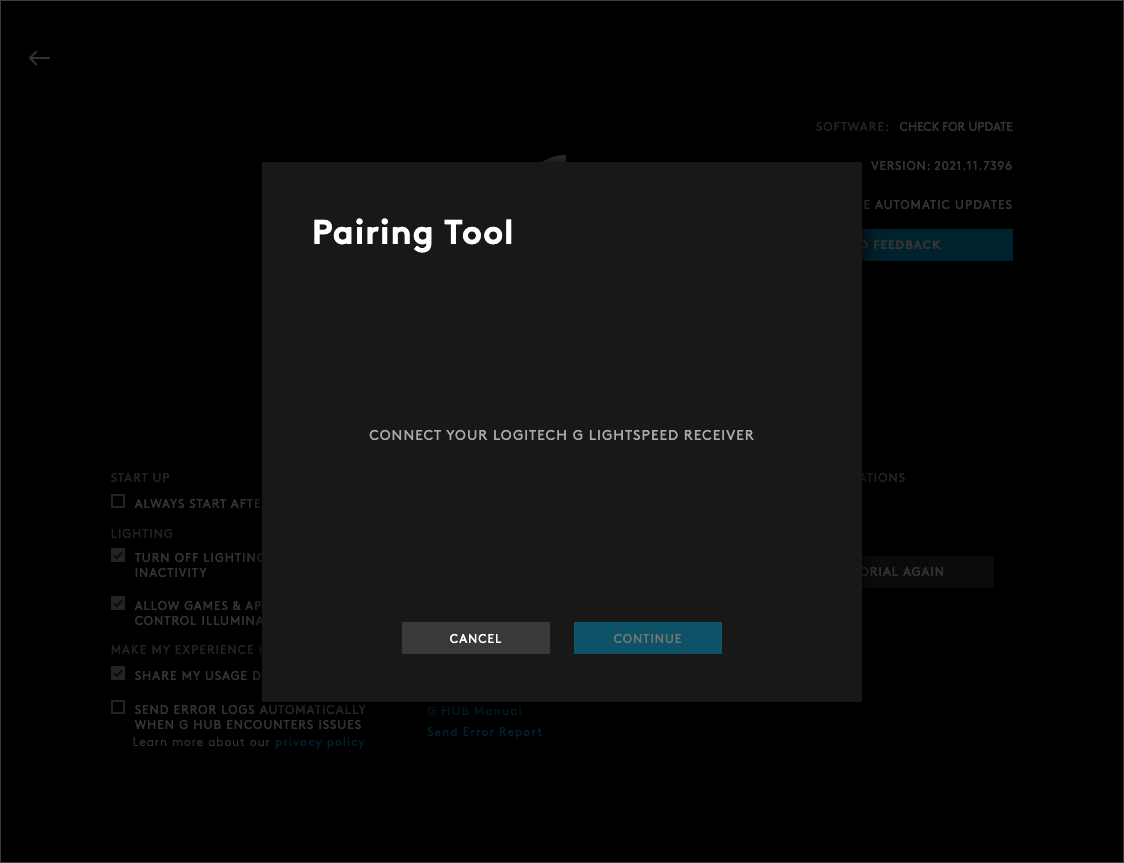 SOFTWARE: CHECK FOR UPDATE
VERSION: 2021.11.7396
E AUTOMATIC UPDATES
FEEDBACK
Pairing Tool
CONNECT YOUR LOGITECH G LIGHTSPEED RECEIVER
CANCEL
CONTINUE
START UP
ALWAYS START AFTE
LIGHTING
TURN OFF LIGHTING
INACTIVITY
ALLOW GAMES & AP
CONTROL ILLUMINA
MAKE MY EXPERIENCE
SHARE MY USAGE D
SEND ERROR LOGS AUTOMATICALLY
WHEN G HUB ENCOUNTERS ISSUES
Learn more about our privacy policy
G HUB Manual
Send Error Report
ATIONS
ORIAL AGAIN